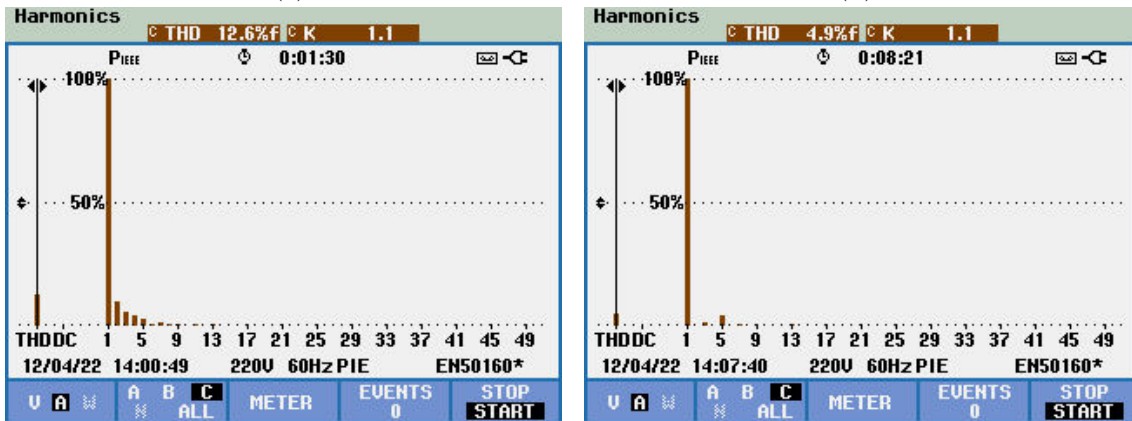 Harmonics
C THD 12.6%f C K 1.1
PIEEE 0:01:30
100%
50%
THDDC 1 5 9 13 17 21 25 29 33 37 41 45 49
12/04/22 14:00:49 220V 60Hz PIE EN50160*
V A W A B C N ALL METER EVENTS 0 STOP START
Harmonics
C THD 4.9%f C K 1.1
PIEEE 0:08:21
100%
50%
THDDC 1 5 9 13 17 21 25 29 33 37 41 45 49
12/04/22 14:07:40 220V 60Hz PIE EN50160*
V A W A B C N ALL METER EVENTS 0 STOP START